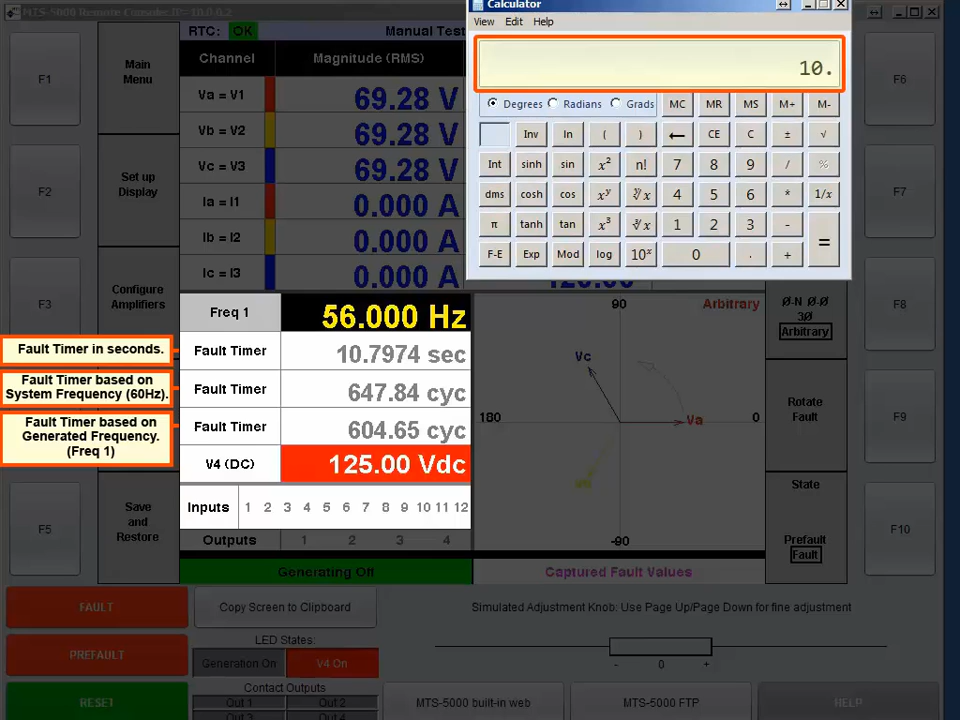 MTS-5000 Remote Console IP= 10.0.0.2
Calculator
View Edit Help
10.
Degrees Radians Grads MC MR MS M+ M-
Inv ln ( ) ← CE C ± √
Int sinh sin x² n! 7 8 9 / %
dms cosh cos xʸ ʸ√x 4 5 6 * 1/x
π tanh tan x³ ³√x 1 2 3 - =
F-E Exp Mod log 10ˣ 0 . +
RTC: OK Manual Test
Channel Magnitude (RMS)
Va = V1 69.28 V
Vb = V2 69.28 V
Vc = V3 69.28 V
Ia = I1 0.000 A
Ib = I2 0.000 A
Ic = I3 0.000 A
Freq 1 56.000 Hz
Fault Timer 10.7974 sec
Fault Timer 647.84 cyc
Fault Timer 604.65 cyc
V4 (DC) 125.00 Vdc
Inputs 1 2 3 4 5 6 7 8 9 10 11 12
Outputs 1 2 3 4
Generating Off
Captured Fault Values
90 Arbitrary
Vc
180 Va 0
-90
F1
Main
Menu
F2
Set up
Display
F3
Configure
Amplifiers
Fault Timer in seconds.
Fault Timer based on
System Frequency (60Hz).
Fault Timer based on
Generated Frequency.
(Freq 1)
F5
Save
and
Restore
F6
F7
F8
Ø-N Ø-Ø
3Ø
Arbitrary
F9
Rotate
Fault
State
F10
Prefault
Fault
FAULT
PREFAULT
RESET
Copy Screen to Clipboard
LED States:
Generation On V4 On
Contact Outputs
Out 1 Out 2
Out 3 Out 4
Simulated Adjustment Knob: Use Page Up/Page Down for fine adjustment
- 0 +
MTS-5000 built-in web
MTS-5000 FTP
HELP